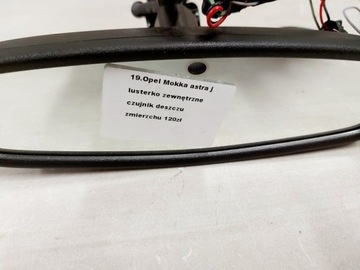 19.Opel Mokka astra j
lusterko zewnętrzne
czujnik deszczu
zmierzchu 120zł